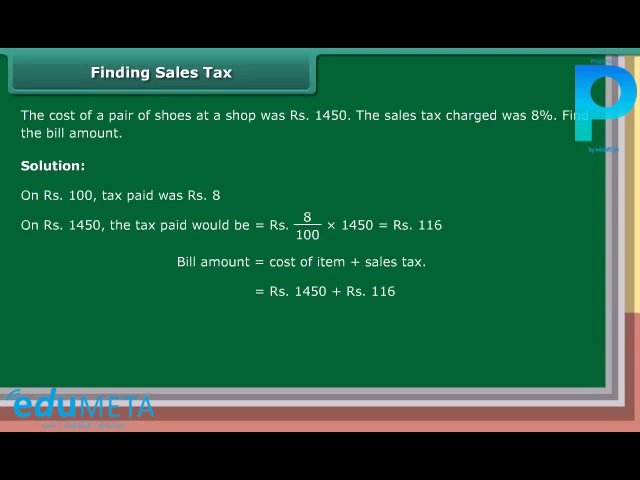 Finding Sales Tax
The cost of a pair of shoes at a shop was Rs. 1450. The sales tax charged was 8%. Find
the bill amount.
Solution:
On Rs. 100, tax paid was Rs. 8
On Rs. 1450, the tax paid would be = Rs. 8/100 × 1450 = Rs. 116
Bill amount = cost of item + sales tax.
= Rs. 1450 + Rs. 116
P
by eduMETA
eduMETA